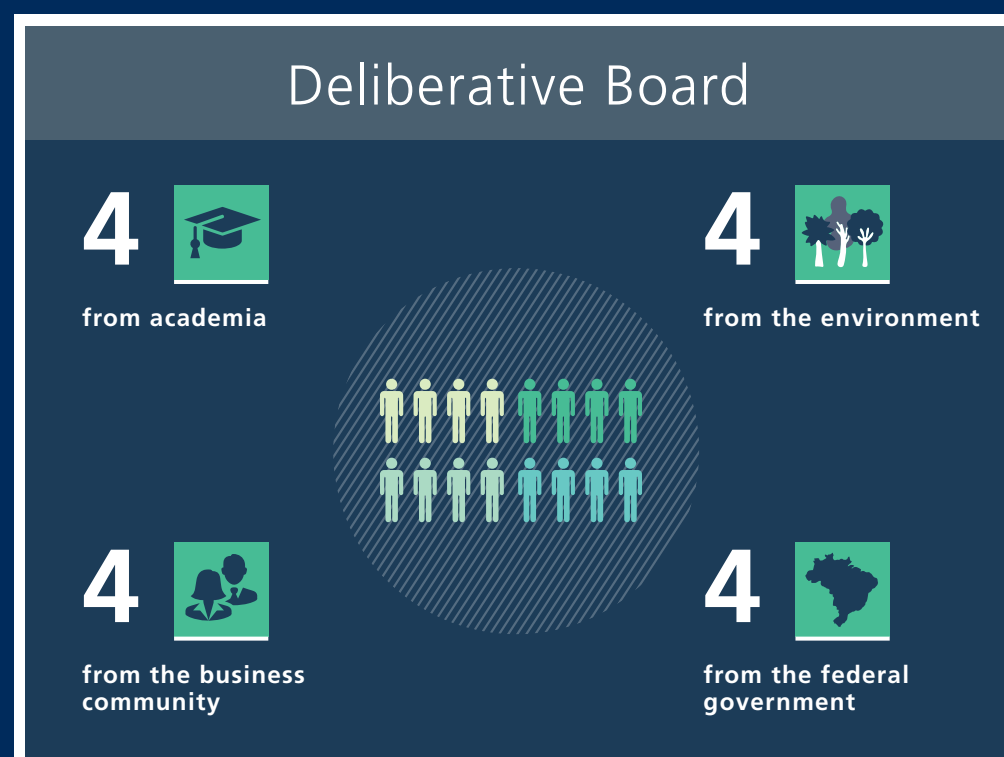 Deliberative Board
4
from academia
4
from the environment
4
from the business
community
4
from the federal
government